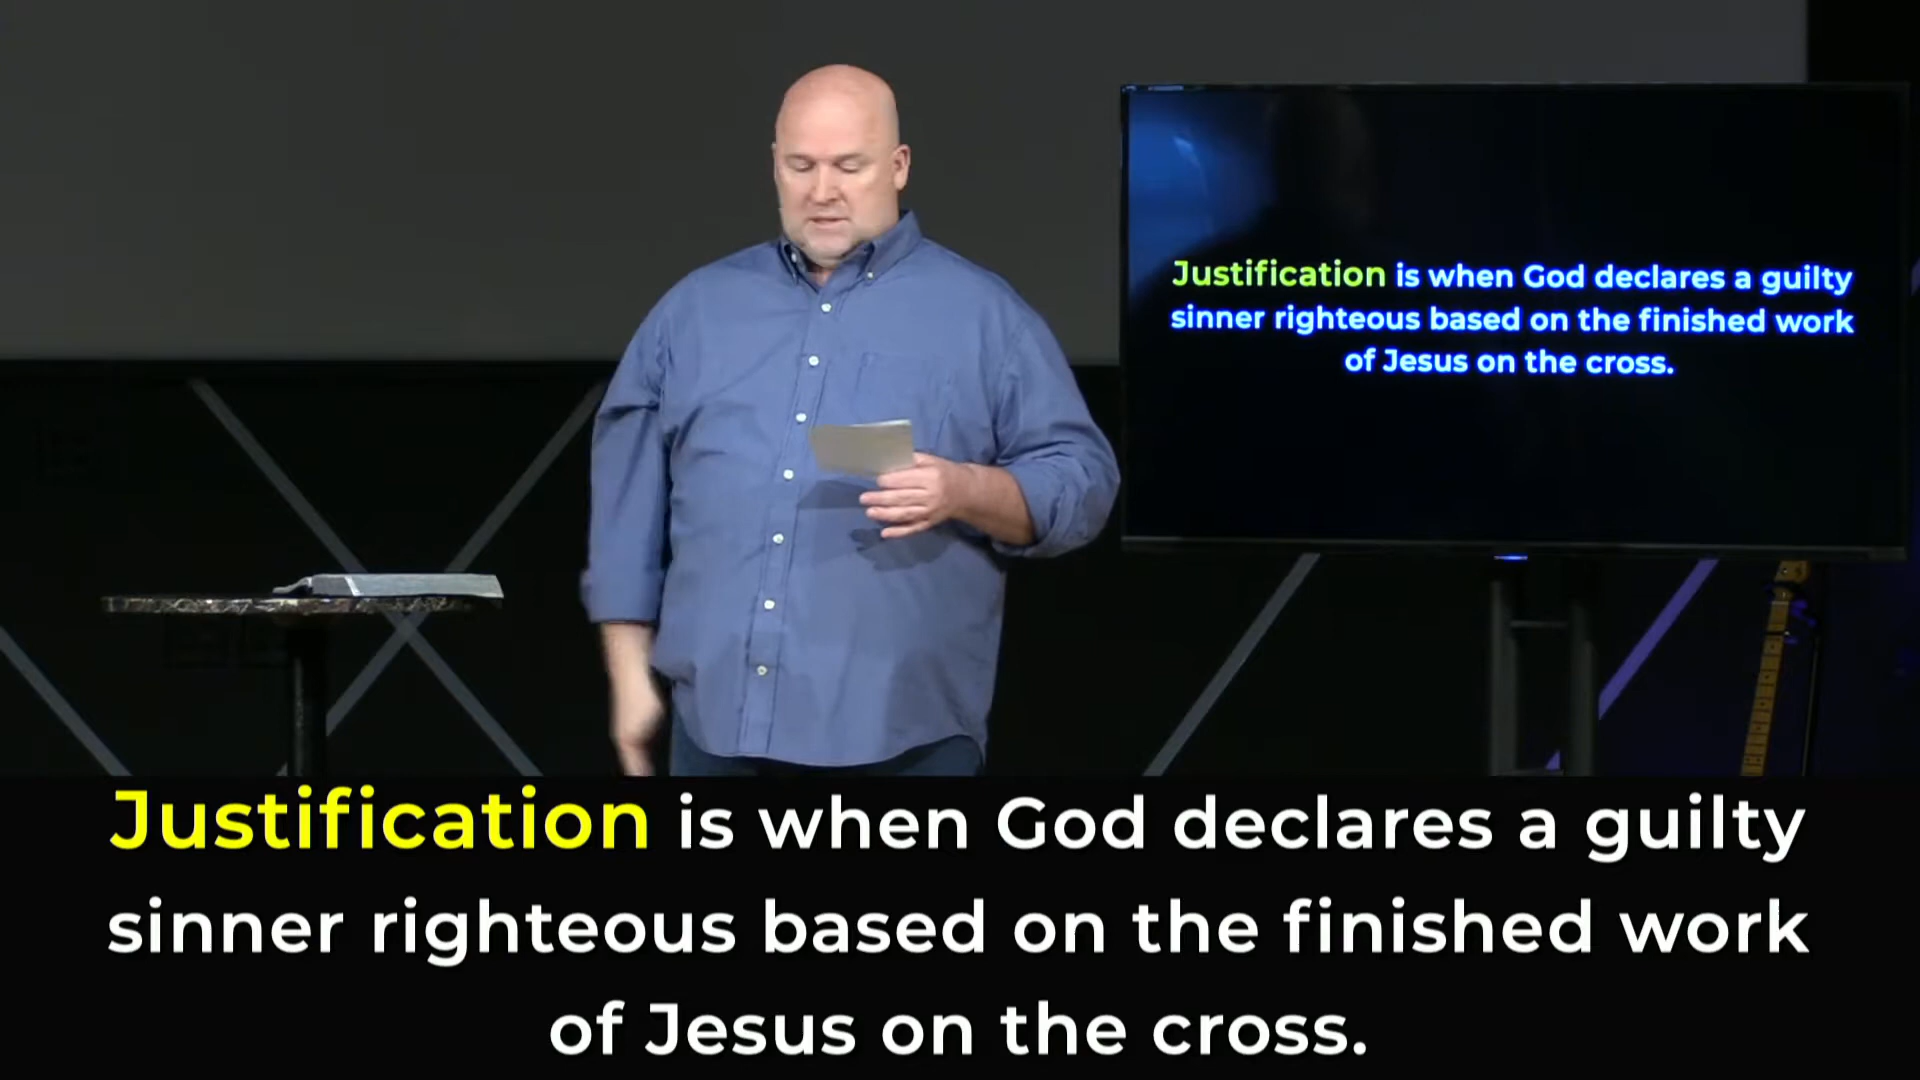 Justification is when God declares a guilty
sinner righteous based on the finished work
of Jesus on the cross.
Justification is when God declares a guilty
sinner righteous based on the finished work
of Jesus on the cross.